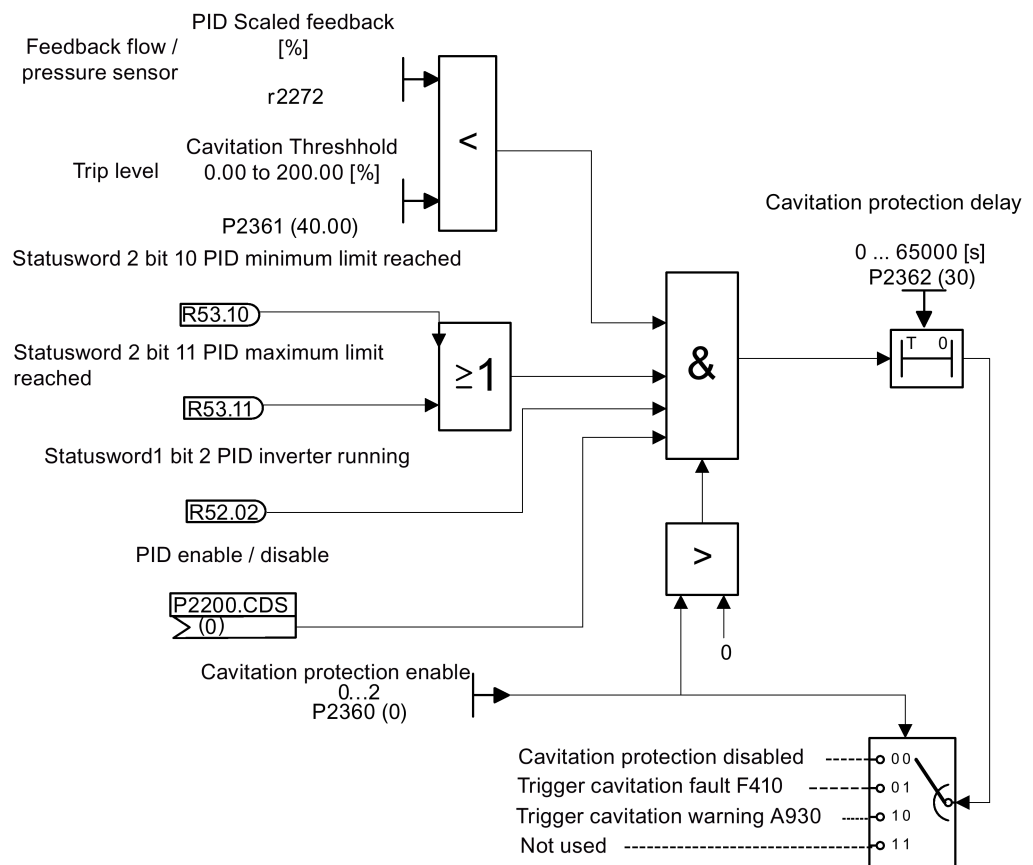 PID Scaled feedback
[%]
Feedback flow /
pressure sensor
r2272
<
Cavitation Threshhold
Trip level
0.00 to 200.00 [%]
P2361 (40.00)
Cavitation protection delay
0 ... 65000 [s]
P2362 (30)
T 0
Statusword 2 bit 10 PID minimum limit reached
R53.10
Statusword 2 bit 11 PID maximum limit
reached
≥1
&
R53.11
Statusword1 bit 2 PID inverter running
R52.02
PID enable / disable
>
P2200.CDS
(0)
0
Cavitation protection enable
0...2
P2360 (0)
Cavitation protection disabled
00
Trigger cavitation fault F410
01
Trigger cavitation warning A930
10
Not used
11